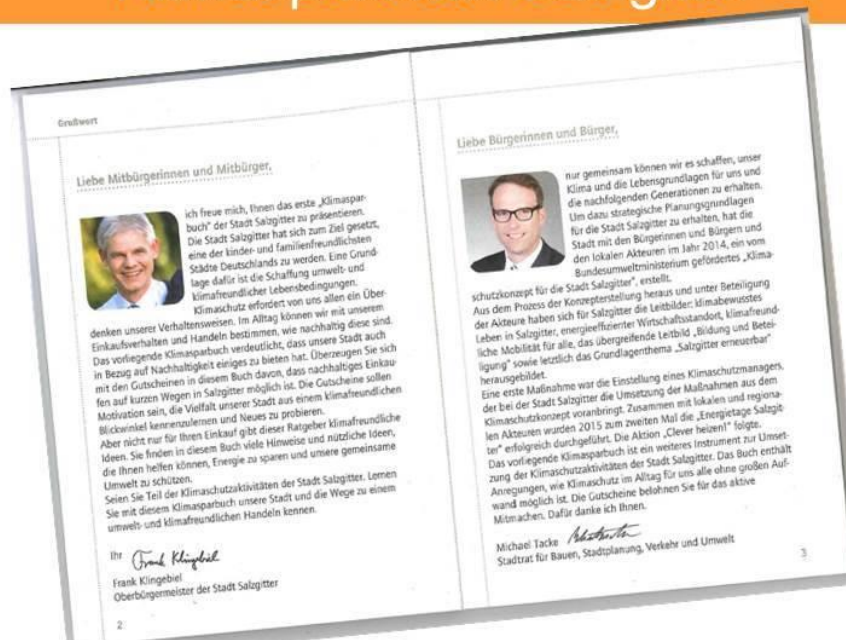 Grußwort
Liebe Mitbürgerinnen und Mitbürger,
ich freue mich, Ihnen das erste „Klimaspar-
buch“ der Stadt Salzgitter zu präsentieren.
Die Stadt Salzgitter hat sich zum Ziel gesetzt,
eine der kinder- und familienfreundlichsten
Städte Deutschlands zu werden. Eine Grund-
lage dafür ist die Schaffung umwelt- und
klimafreundlicher Lebensbedingungen.
Klimaschutz erfordert von uns allen ein Über-
denken unserer Verhaltensweisen. Im Alltag können wir mit unserem
Einkaufsverhalten und Handeln bestimmen, wie nachhaltig diese sind.
Das vorliegende Klimasparbuch verdeutlicht, dass unsere Stadt auch
in Bezug auf Nachhaltigkeit einiges zu bieten hat. Überzeugen Sie sich
mit den Gutscheinen in diesem Buch davon, dass nachhaltiges Einkau-
fen auf kurzen Wegen in Salzgitter möglich ist. Die Gutscheine sollen
Motivation sein, die Vielfalt unserer Stadt aus einem klimafreundlichen
Blickwinkel kennenzulernen und Neues zu probieren.
Aber nicht nur für Ihren Einkauf gibt dieser Ratgeber klimafreundliche
Ideen. Sie finden in diesem Buch viele Hinweise und nützliche Ideen,
die Ihnen helfen können, Energie zu sparen und unsere gemeinsame
Umwelt zu schützen.
Seien Sie Teil der Klimaschutzaktivitäten der Stadt Salzgitter. Lernen
Sie mit diesem Klimasparbuch unsere Stadt und die Wege zu einem
umwelt- und klimafreundlichen Handeln kennen.
Ihr Frank Klingebiel
Frank Klingebiel
Oberbürgermeister der Stadt Salzgitter
2
Liebe Bürgerinnen und Bürger,
nur gemeinsam können wir es schaffen, unser
Klima und die Lebensgrundlagen für uns und
die nachfolgenden Generationen zu erhalten.
Um dazu strategische Planungsgrundlagen
für die Stadt Salzgitter zu erhalten, hat die
Stadt mit den Bürgerinnen und Bürgern und
den lokalen Akteuren im Jahr 2014, ein vom
Bundesumweltministerium gefördertes „Klima-
schutzkonzept für die Stadt Salzgitter“, erstellt.
Aus dem Prozess der Konzepterstellung heraus und unter Beteiligung
der Akteure haben sich für Salzgitter die Leitbilder: klimabewusstes
Leben in Salzgitter, energieeffizienter Wirtschaftsstandort, klimafreund-
liche Mobilität für alle, das übergreifende Leitbild „Bildung und Betei-
ligung“ sowie letztlich das Grundlagenthema „Salzgitter erneuerbar“
herausgebildet.
Eine erste Maßnahme war die Einstellung eines Klimaschutzmanagers,
der bei der Stadt Salzgitter die Umsetzung der Maßnahmen aus dem
Klimaschutzkonzept voranbringt. Zusammen mit lokalen und regiona-
len Akteuren wurden 2015 zum zweiten Mal die „Energietage Salzgit-
ter“ erfolgreich durchgeführt. Die Aktion „Clever heizen!“ folgte.
Das vorliegende Klimasparbuch ist ein weiteres Instrument zur Umset-
zung der Klimaschutzaktivitäten der Stadt Salzgitter. Das Buch enthält
Anregungen, wie Klimaschutz im Alltag für uns alle ohne großen Auf-
wand möglich ist. Die Gutscheine belohnen Sie für das aktive
Mitmachen. Dafür danke ich Ihnen.
Michael Tacke
Stadtrat für Bauen, Stadtplanung, Verkehr und Umwelt
3